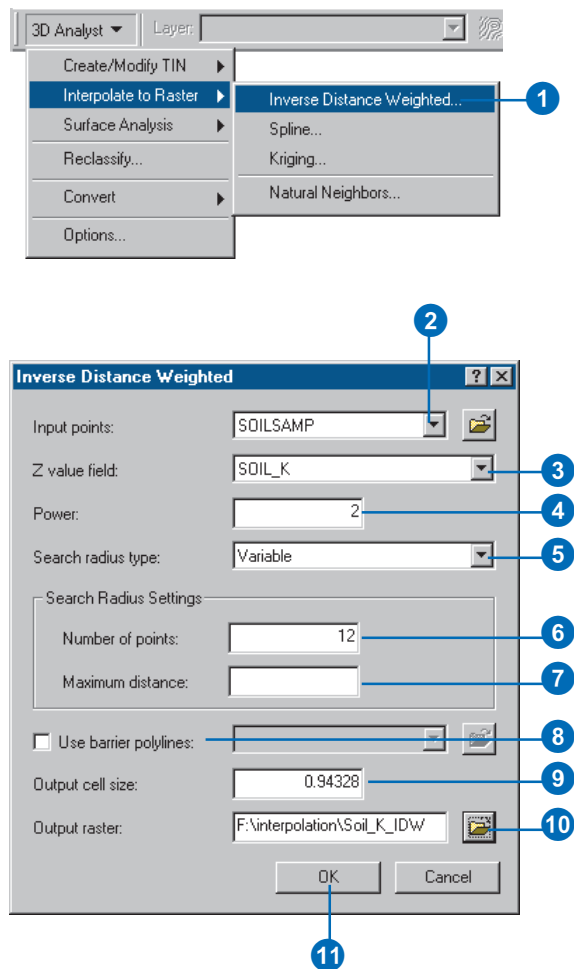 3D Analyst Layer:
Create/Modify TIN
Interpolate to Raster Inverse Distance Weighted... 1
Surface Analysis Spline...
Reclassify... Kriging...
Convert Natural Neighbors...
Options...
2
Inverse Distance Weighted ? X
Input points: SOILSAMP
Z value field: SOIL_K 3
Power: 2 4
Search radius type: Variable 5
Search Radius Settings
Number of points: 12 6
Maximum distance: 7
Use barrier polylines: 8
Output cell size: 0.94328 9
Output raster: F:\interpolation\Soil_K_IDW 10
OK Cancel
11